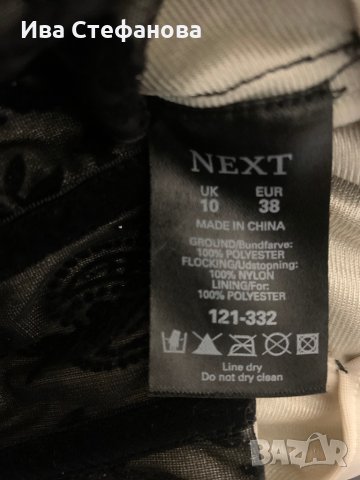 Ива Стефанова
NEXT
UK EUR
10 38
MADE IN CHINA
GROUND/Bundfarve:
100% POLYESTER
FLOCKING/Udstopning:
100% NYLON
LINING/For:
100% POLYESTER
121-332
Line dry
Do not dry clean
BAZAR